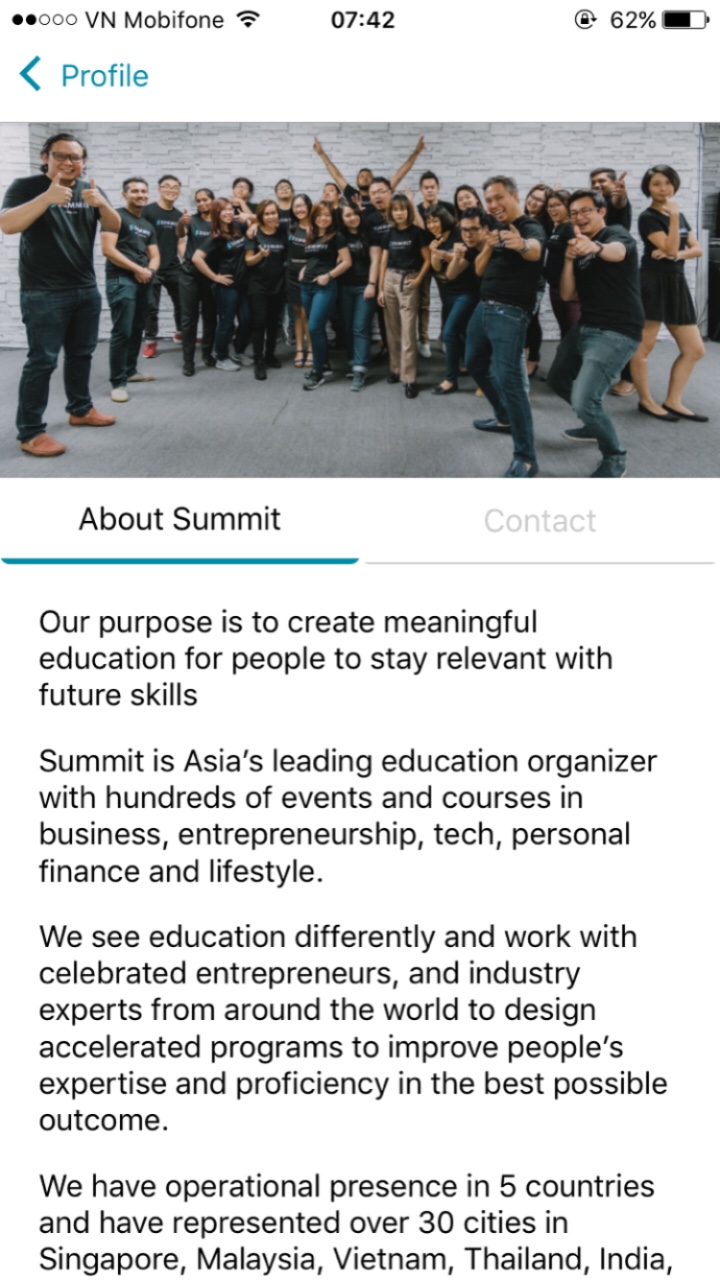 VN Mobifone 07:42 62%
Profile
About Summit
Contact
Our purpose is to create meaningful
education for people to stay relevant with
future skills
Summit is Asia’s leading education organizer
with hundreds of events and courses in
business, entrepreneurship, tech, personal
finance and lifestyle.
We see education differently and work with
celebrated entrepreneurs, and industry
experts from around the world to design
accelerated programs to improve people’s
expertise and proficiency in the best possible
outcome.
We have operational presence in 5 countries
and have represented over 30 cities in
Singapore, Malaysia, Vietnam, Thailand, India,